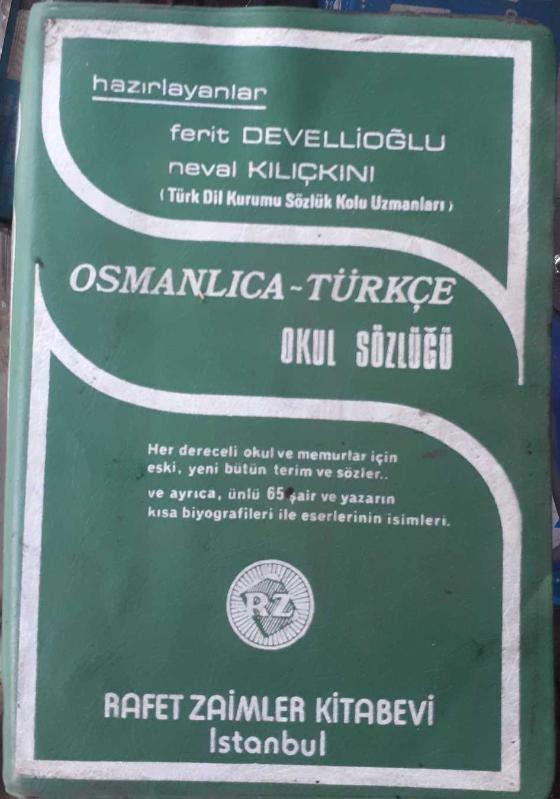 hazırlayanlar
ferit DEVELLİOĞLU
neval KILIÇKINI
(Türk Dil Kurumu Sözlük Kolu Uzmanları)
OSMANLICA-TÜRKÇE
OKUL SÖZLÜĞÜ
Her dereceli okul ve memurlar için
eski, yeni bütün terim ve sözler..
ve ayrıca, ünlü 65 şair ve yazarın
kısa biyografileri ile eserlerinin isimleri.
RZ
RAFET ZAİMLER KİTABEVİ
Istanbul